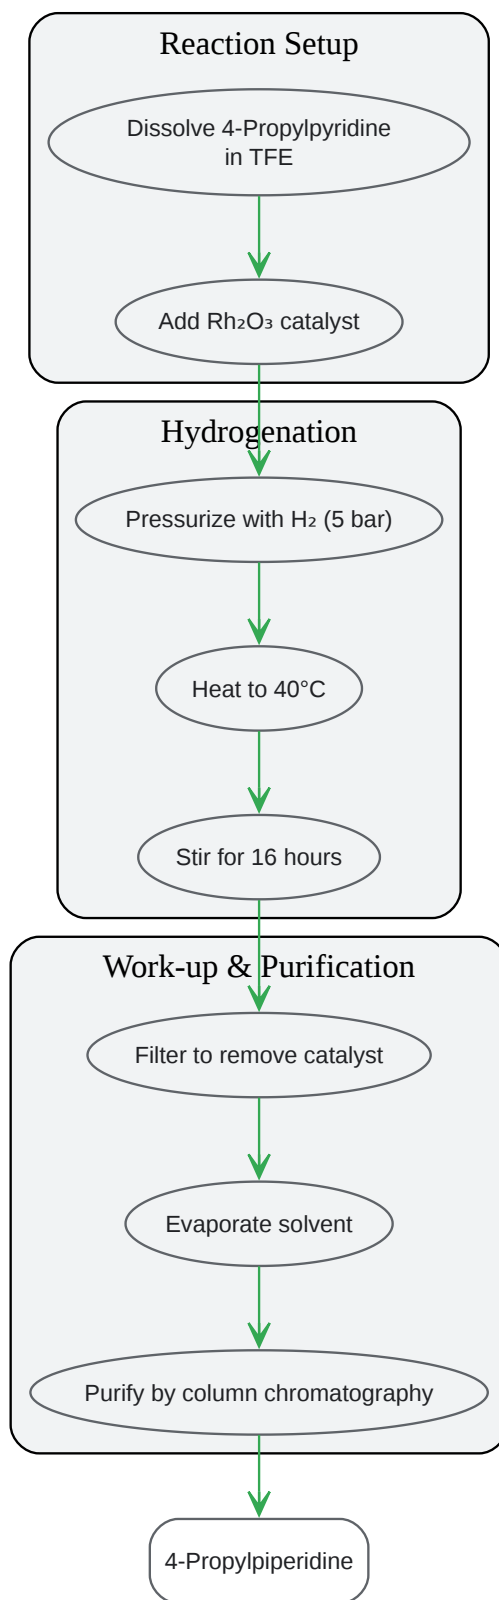 Reaction Setup
Dissolve 4-Propylpyridine
in TFE
Add Rh₂O₃ catalyst
Hydrogenation
Pressurize with H₂ (5 bar)
Heat to 40°C
Stir for 16 hours
Work-up & Purification
Filter to remove catalyst
Evaporate solvent
Purify by column chromatography
4-Propylpiperidine